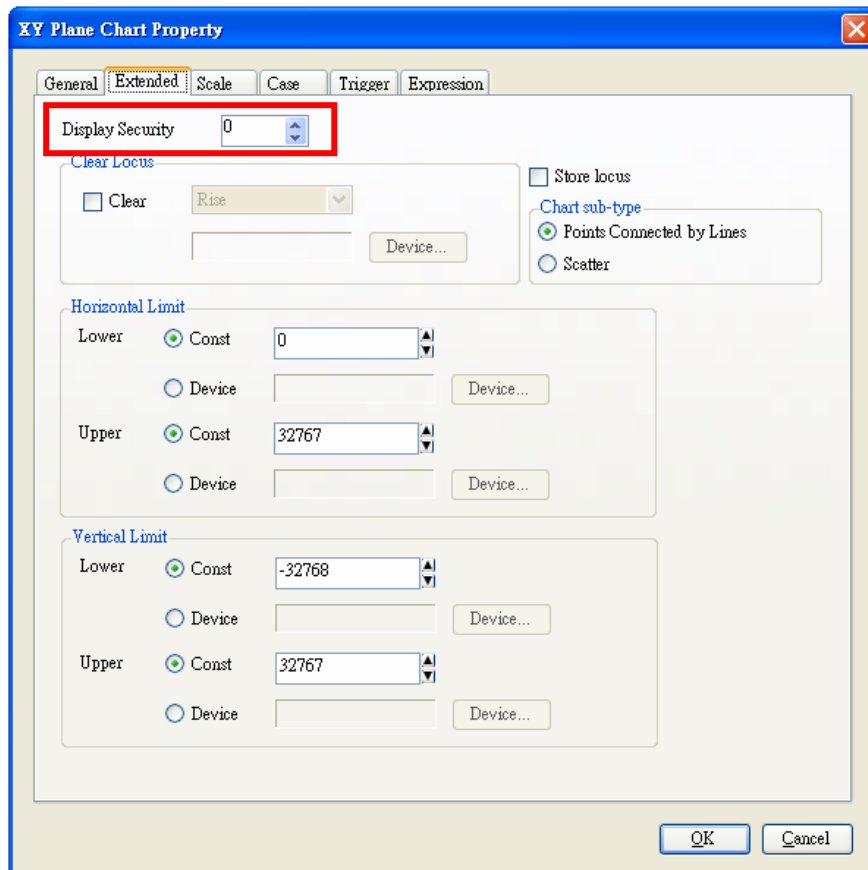 XY Plane Chart Property
General Extended Scale Case Trigger Expression
Display Security 0
Clear Locus
Clear Rise
Device...
Store locus
Chart sub-type
Points Connected by Lines
Scatter
Horizontal Limit
Lower Const 0
Device Device...
Upper Const 32767
Device Device...
Vertical Limit
Lower Const -32768
Device Device...
Upper Const 32767
Device Device...
OK Cancel